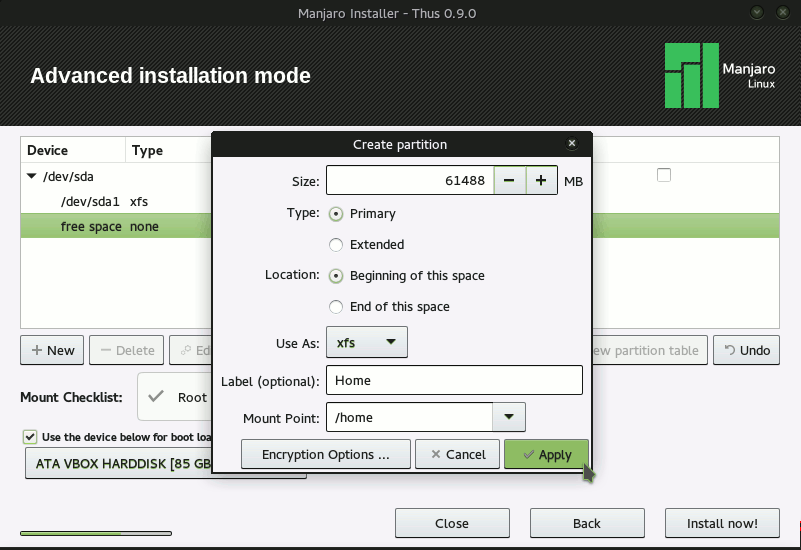 Manjaro Installer - Thus 0.9.0
Advanced installation mode
Manjaro
Linux
Device Type
/dev/sda
/dev/sda1 xfs
free space none
Create partition
Size: 61488 MB
Type: Primary
Extended
Location: Beginning of this space
End of this space
Use As: xfs
Label (optional): Home
Mount Point: /home
Encryption Options ... Cancel Apply
New Delete Ed ew partition table Undo
Mount Checklist: Root
Use the device below for boot loa
ATA VBOX HARDDISK [85 GB
Close Back Install now!